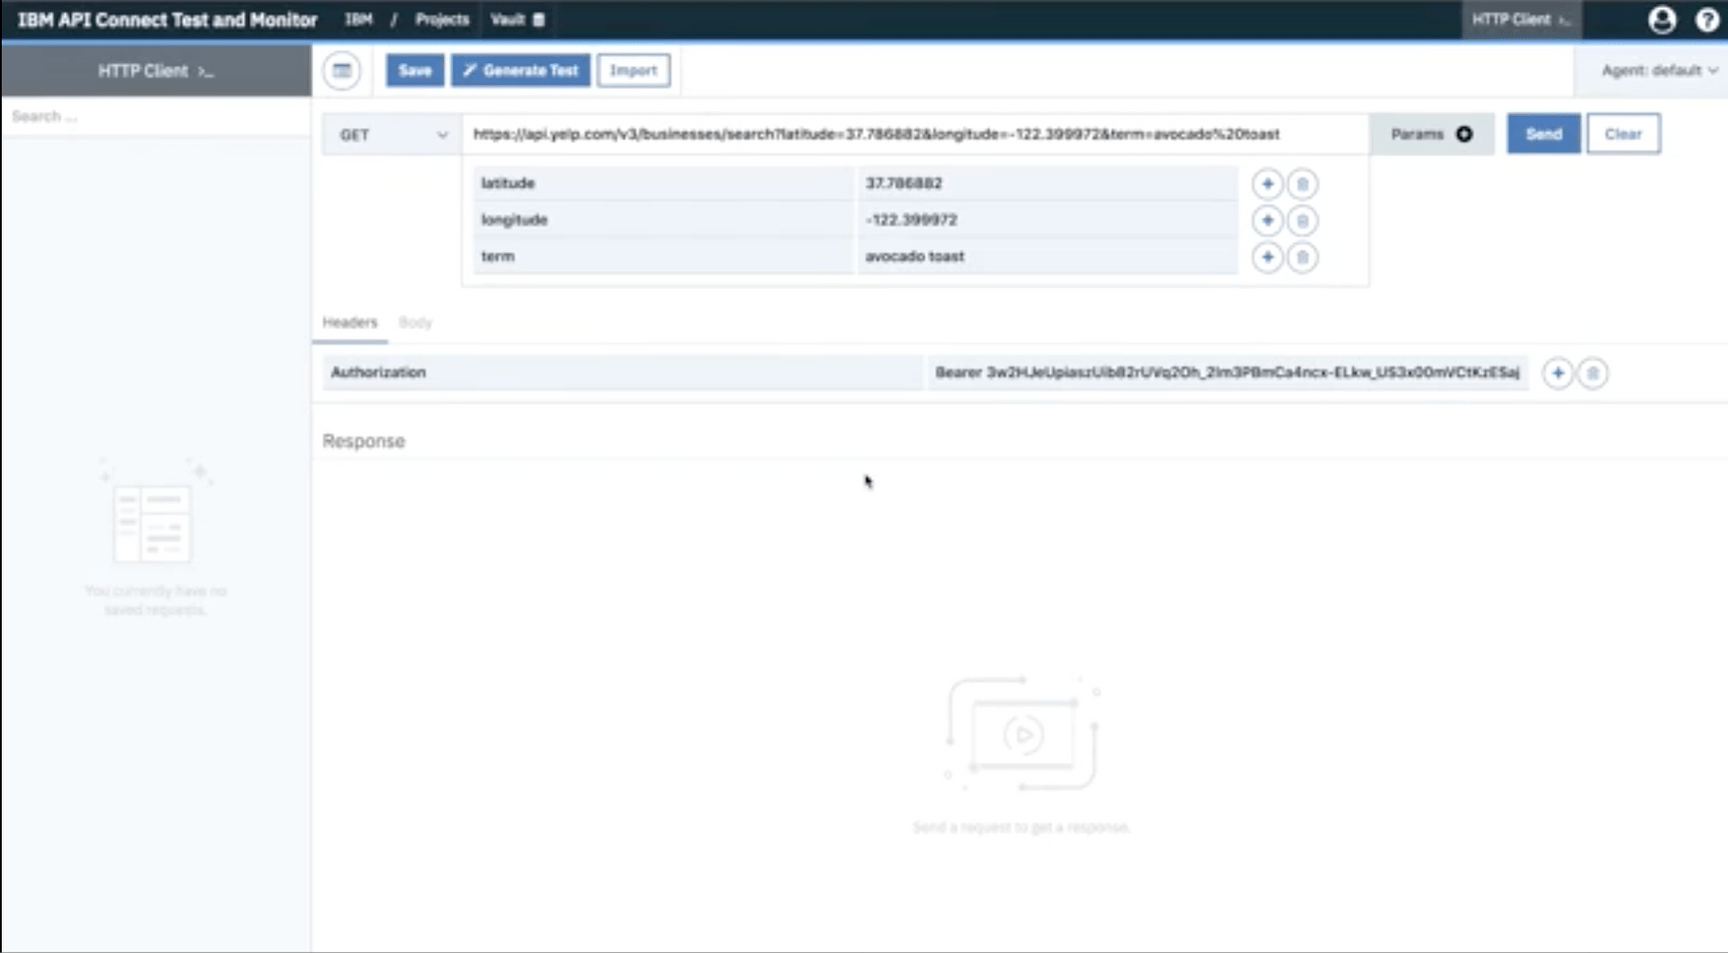 IBM API Connect Test and Monitor IBM / Projects Vault HTTP Client >_
HTTP Client >_ Save Generate Test Import Agent: default
Search ...
GET https://api.yelp.com/v3/businesses/search?latitude=37.786882&longitude=-122.399972&term=avocado%20toast Params Send Clear
latitude 37.786882
longitude -122.399972
term avocado toast
Headers Body
Authorization Bearer
Response
You currently have no
saved requests.
Send a request to get a response.